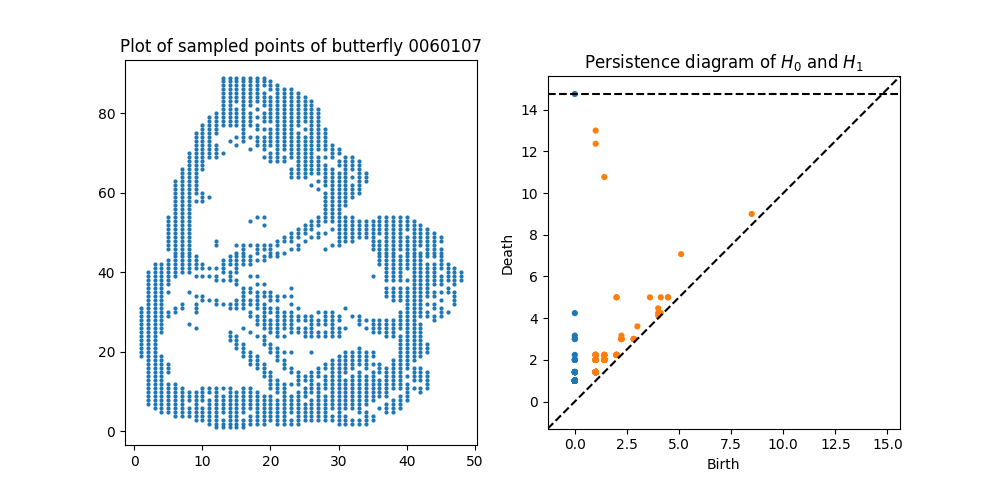 Plot of sampled points of butterfly 0060107
80
60
40
20
0
0 10 20 30 40 50
Persistence diagram of H₀ and H₁
Death
14
12
10
8
6
4
2
0
0.0 2.5 5.0 7.5 10.0 12.5 15.0
Birth